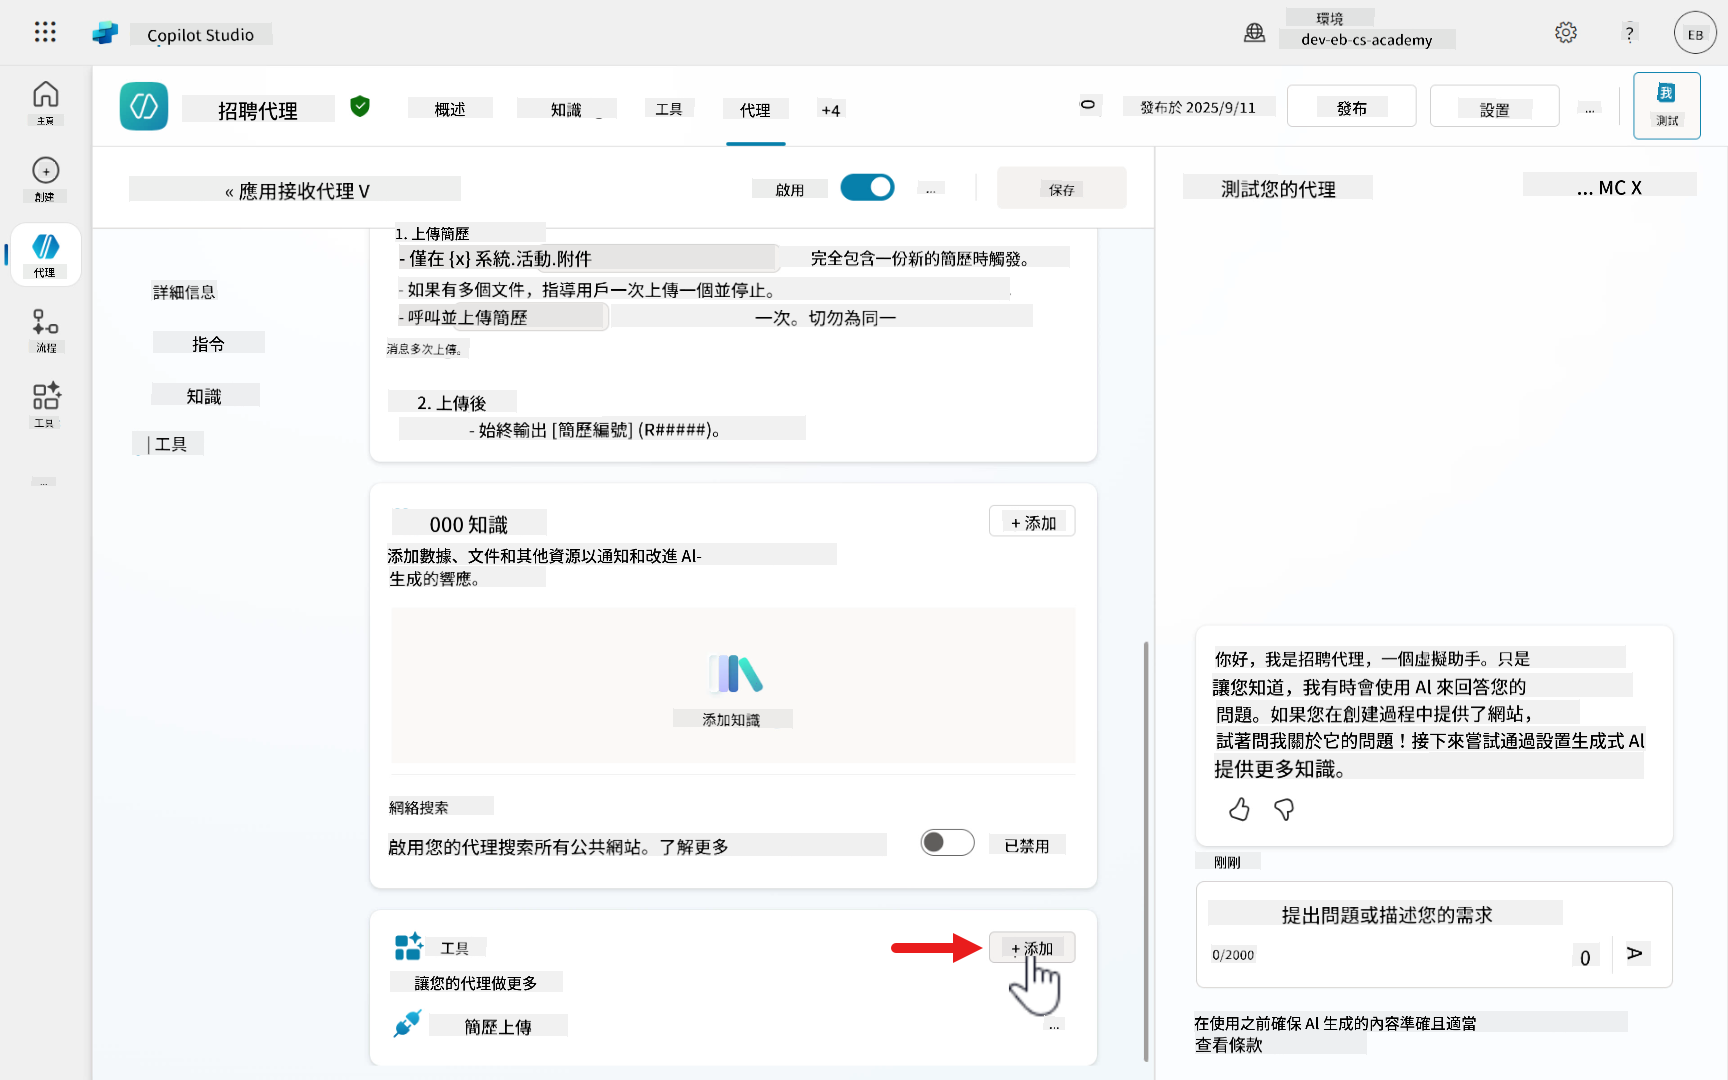 Copilot Studio
環境
dev-eb-cs-academy
?
EB
主頁
創建
代理
流程
工具
...
招聘代理
概述
知識
工具
代理
+4
發布於 2025/9/11
發布
設置
...
我
測試
« 應用接收代理 V
啟用
...
保存
詳細信息
指令
知識
| 工具
1. 上傳簡歷
- 僅在 {x} 系統.活動.附件 完全包含一份新的簡歷時觸發。
- 如果有多個文件，指導用戶一次上傳一個並停止。
- 呼叫並上傳簡歷 一次。切勿為同一
消息多次上傳。
2. 上傳後
- 始終輸出 [簡歷編號] (R#####)。
000 知識
+ 添加
添加數據、文件和其他資源以通知和改進 AI-
生成的響應。
添加知識
網絡搜索
啟用您的代理搜索所有公共網站。了解更多
已禁用
工具
+ 添加
讓您的代理做更多
簡歷上傳
...
測試您的代理
... MC X
你好，我是招聘代理，一個虛擬助手。只是
讓您知道，我有時會使用 AI 來回答您的
問題。如果您在創建過程中提供了網站，
試著問我關於它的問題！接下來嘗試通過設置生成式 AI
提供更多知識。
剛剛
提出問題或描述您的需求
0/2000
0
A
在使用之前確保 AI 生成的內容準確且適當
查看條款